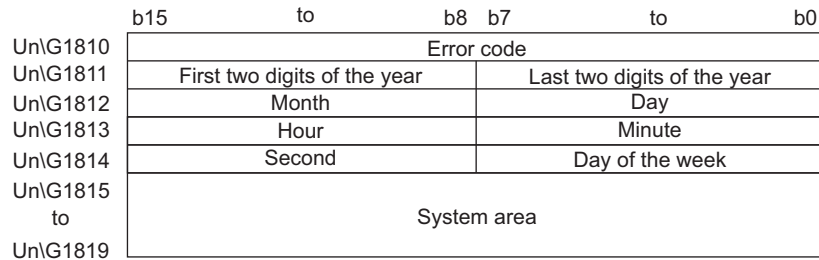 b15 to b8 b7 to b0
Un\G1810 Error code
Un\G1811 First two digits of the year Last two digits of the year
Un\G1812 Month Day
Un\G1813 Hour Minute
Un\G1814 Second Day of the week
Un\G1815
to System area
Un\G1819